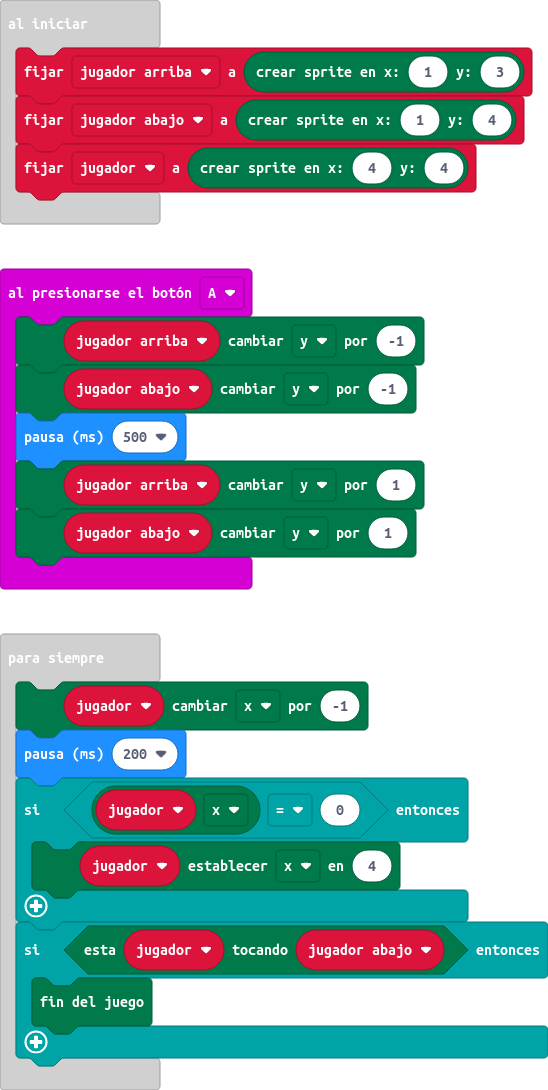 al iniciar
fijar jugador arriba a crear sprite en x: 1 y: 3
fijar jugador abajo a crear sprite en x: 1 y: 4
fijar jugador a crear sprite en x: 4 y: 4
al presionarse el botón A
jugador arriba cambiar y por -1
jugador abajo cambiar y por -1
pausa (ms) 500
jugador arriba cambiar y por 1
jugador abajo cambiar y por 1
para siempre
jugador cambiar x por -1
pausa (ms) 200
si jugador x = 0 entonces
jugador establecer x en 4
si esta jugador tocando jugador abajo entonces
fin del juego